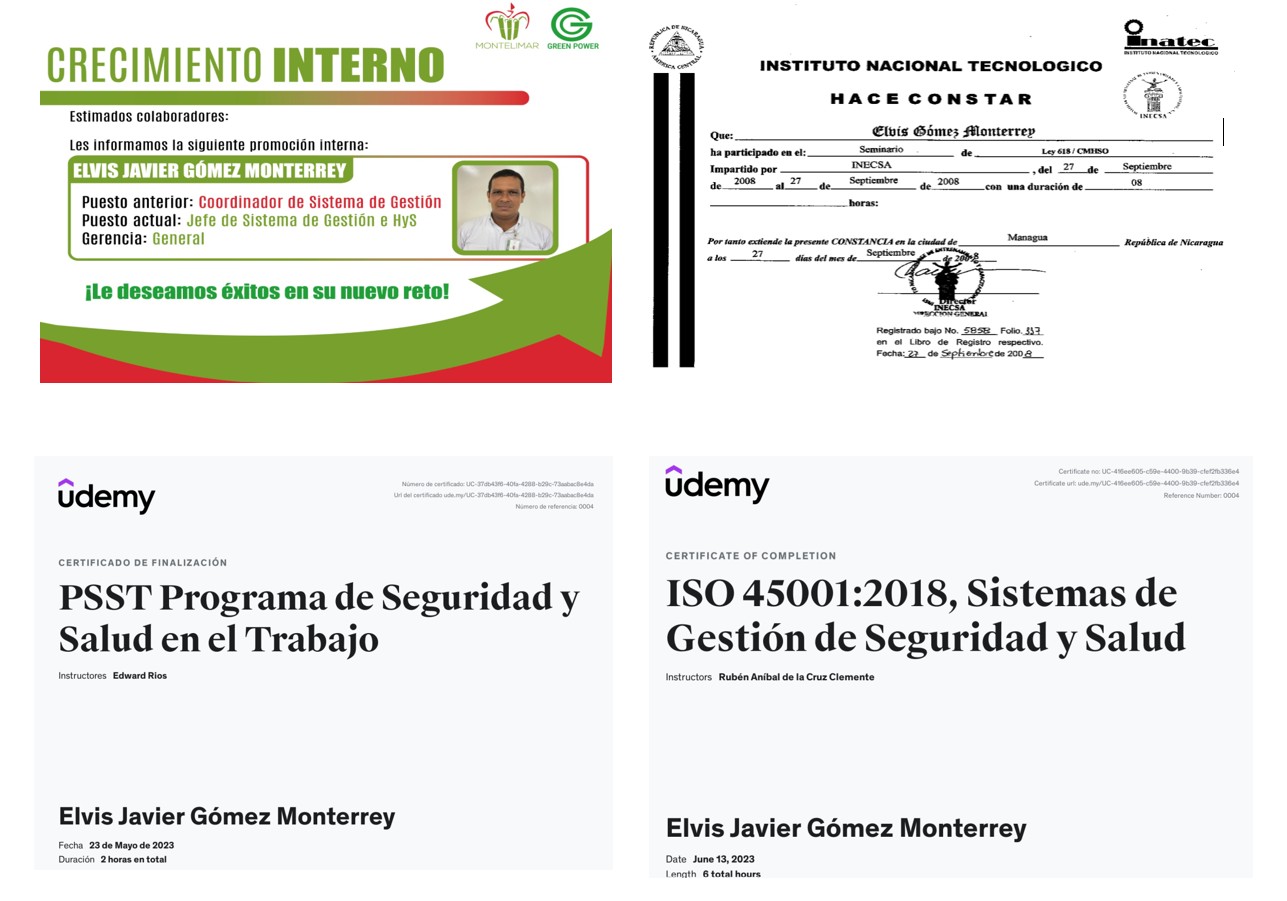 MONTELIMAR
GREEN POWER
CRECIMIENTO INTERNO
Estimados colaboradores:
Les informamos la siguiente promoción interna:
ELVIS JAVIER GÓMEZ MONTERREY
Puesto anterior: Coordinador de Sistema de Gestión
Puesto actual: Jefe de Sistema de Gestión e HyS
Gerencia: General
¡Le deseamos éxitos en su nuevo reto!
REPÚBLICA DE NICARAGUA
AMERICA CENTRAL
inatec
INSTITUTO NACIONAL TECNOLOGICO
INSTITUTO NACIONAL TECNOLOGICO
HACE CONSTAR
INECSA
Que: Elvis Gómez Monterrey
ha participado en el: Seminario de Ley 618 / CMHSO
Impartido por INECSA , del 27 de Septiembre
de 2008 al 27 de Septiembre de 2008 con una duración de 08
horas:
Por tanto extiende la presente CONSTANCIA en la ciudad de Managua República de Nicaragua
a los 27 días del mes de Septiembre de 2008
Director
INECSA
DIRECCION GENERAL
Registrado bajo No. 5858 Folio. 117
en el Libro de Registro respectivo.
Fecha: 27 de Septiembre de 2008
udemy
Número de certificado: UC-37db43f6-40fa-4288-b29c-73aabac8e4da
Url del certificado ude.my/UC-37db43f6-40fa-4288-b29c-73aabac8e4da
Número de referencia: 0004
CERTIFICADO DE FINALIZACIÓN
PSST Programa de Seguridad y
Salud en el Trabajo
Instructores Edward Rios
Elvis Javier Gómez Monterrey
Fecha 23 de Mayo de 2023
Duración 2 horas en total
udemy
Certificate no: UC-416ee605-c59e-4400-9b39-cfef2fb336e4
Certificate url: ude.my/UC-416ee605-c59e-4400-9b39-cfef2fb336e4
Reference Number: 0004
CERTIFICATE OF COMPLETION
ISO 45001:2018, Sistemas de
Gestión de Seguridad y Salud
Instructors Rubén Aníbal de la Cruz Clemente
Elvis Javier Gómez Monterrey
Date June 13, 2023
Length 6 total hours